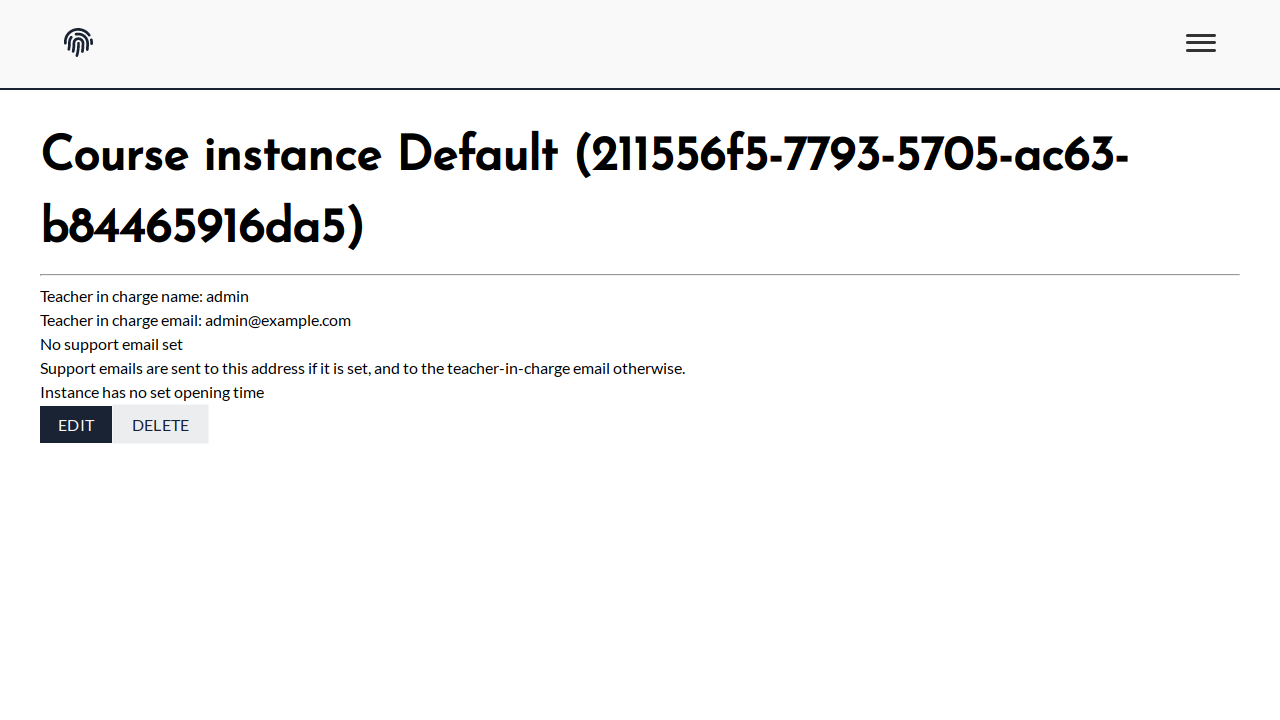 Course instance Default (211556f5-7793-5705-ac63-
b84465916da5)
Teacher in charge name: admin
Teacher in charge email: admin@example.com
No support email set
Support emails are sent to this address if it is set, and to the teacher-in-charge email otherwise.
Instance has no set opening time
EDIT DELETE